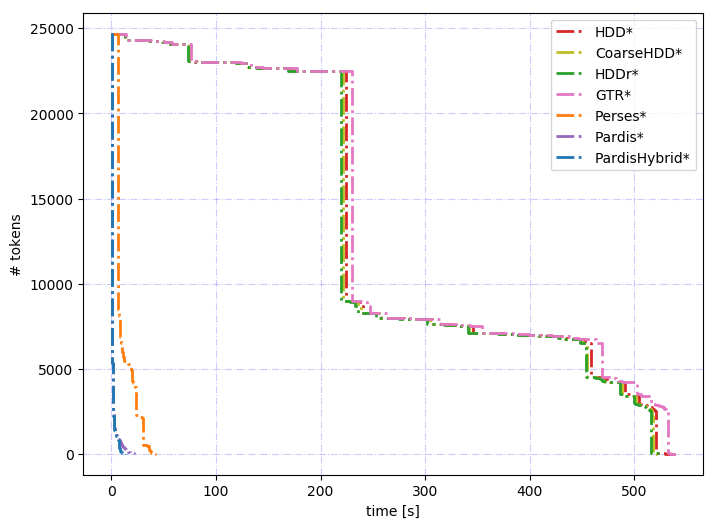 25000
20000
15000
10000
5000
0
# tokens
0 100 200 300 400 500
time [s]
HDD*
CoarseHDD*
HDDr*
GTR*
Perses*
Pardis*
PardisHybrid*